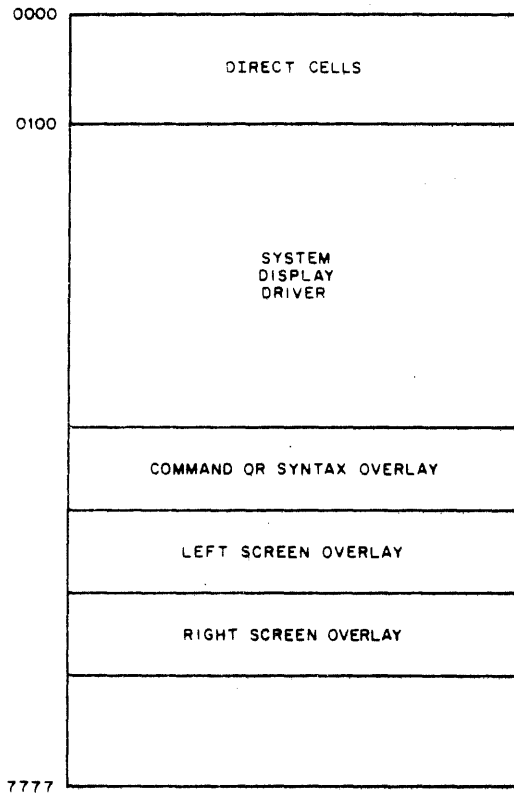 0000
DIRECT CELLS
0100
SYSTEM
DISPLAY
DRIVER
COMMAND OR SYNTAX OVERLAY
LEFT SCREEN OVERLAY
RIGHT SCREEN OVERLAY
7777